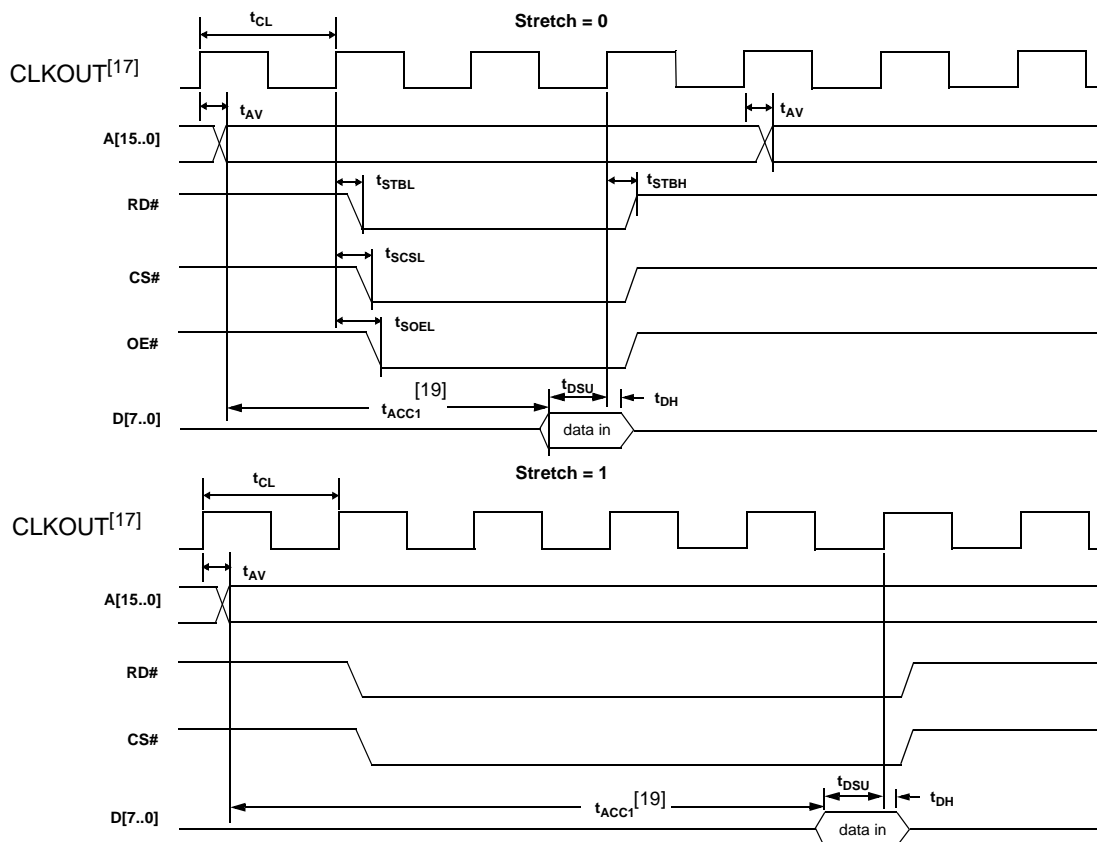 Stretch = 0
tCL
CLKOUT[17]
tAV
tAV
A[15..0]
tSTBL
tSTBH
RD#
tSCSL
CS#
tSOEL
OE#
[19]
tDSU
tACC1
tDH
D[7..0]
data in
Stretch = 1
tCL
CLKOUT[17]
tAV
A[15..0]
RD#
CS#
tDSU
tACC1[19]
tDH
D[7..0]
data in